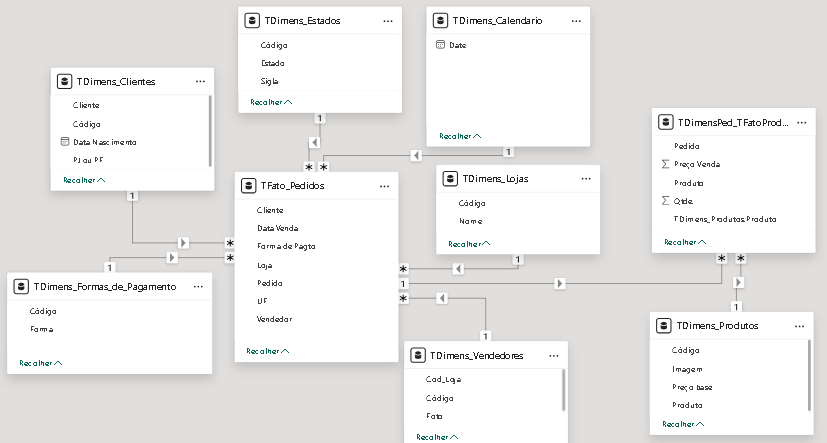 TDimens_Estados
Código
Estado
Sigla
Recolher
TDimens_Calendario
Date
Recolher
TDimens_Clientes
Cliente
Código
Data Nascimento
PJ ou PF
Recolher
TDimensPed_TFatoProd...
Pedido
Preço Venda
Produto
Qtde.
TDimens_Produtos.Produto
Recolher
TFato_Pedidos
Cliente
Data Venda
Forma de Pagto
Loja
Pedido
UF
Vendedor
Recolher
TDimens_Lojas
Código
Nome
Recolher
TDimens_Formas_de_Pagamento
Código
Forma
Recolher
TDimens_Vendedores
Cod_Loja
Código
Foto
Recolher
TDimens_Produtos
Código
Imagem
Preço base
Produto
Recolher
1
1
1
1
1
1
1
1